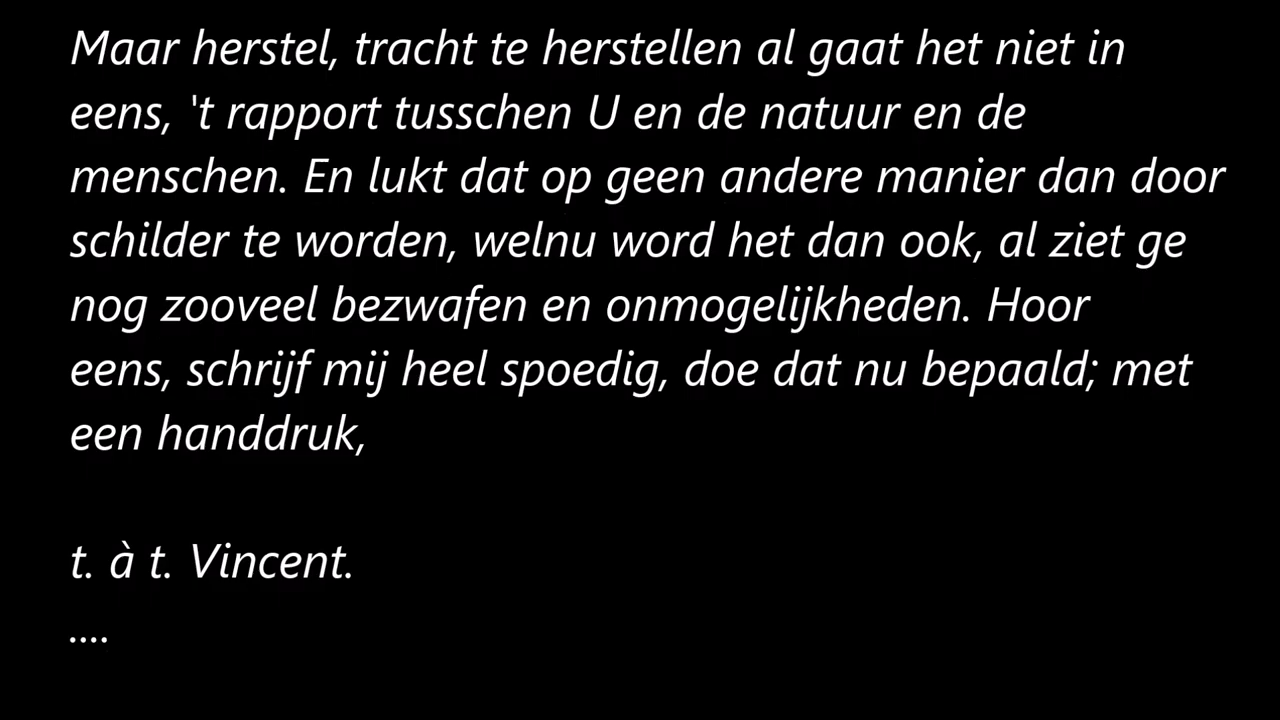 Maar herstel, tracht te herstellen al gaat het niet in
eens, 't rapport tusschen U en de natuur en de
menschen. En lukt dat op geen andere manier dan door
schilder te worden, welnu word het dan ook, al ziet ge
nog zooveel bezwafen en onmogelijkheden. Hoor
eens, schrijf mij heel spoedig, doe dat nu bepaald; met
een handdruk,
t. à t. Vincent.
....